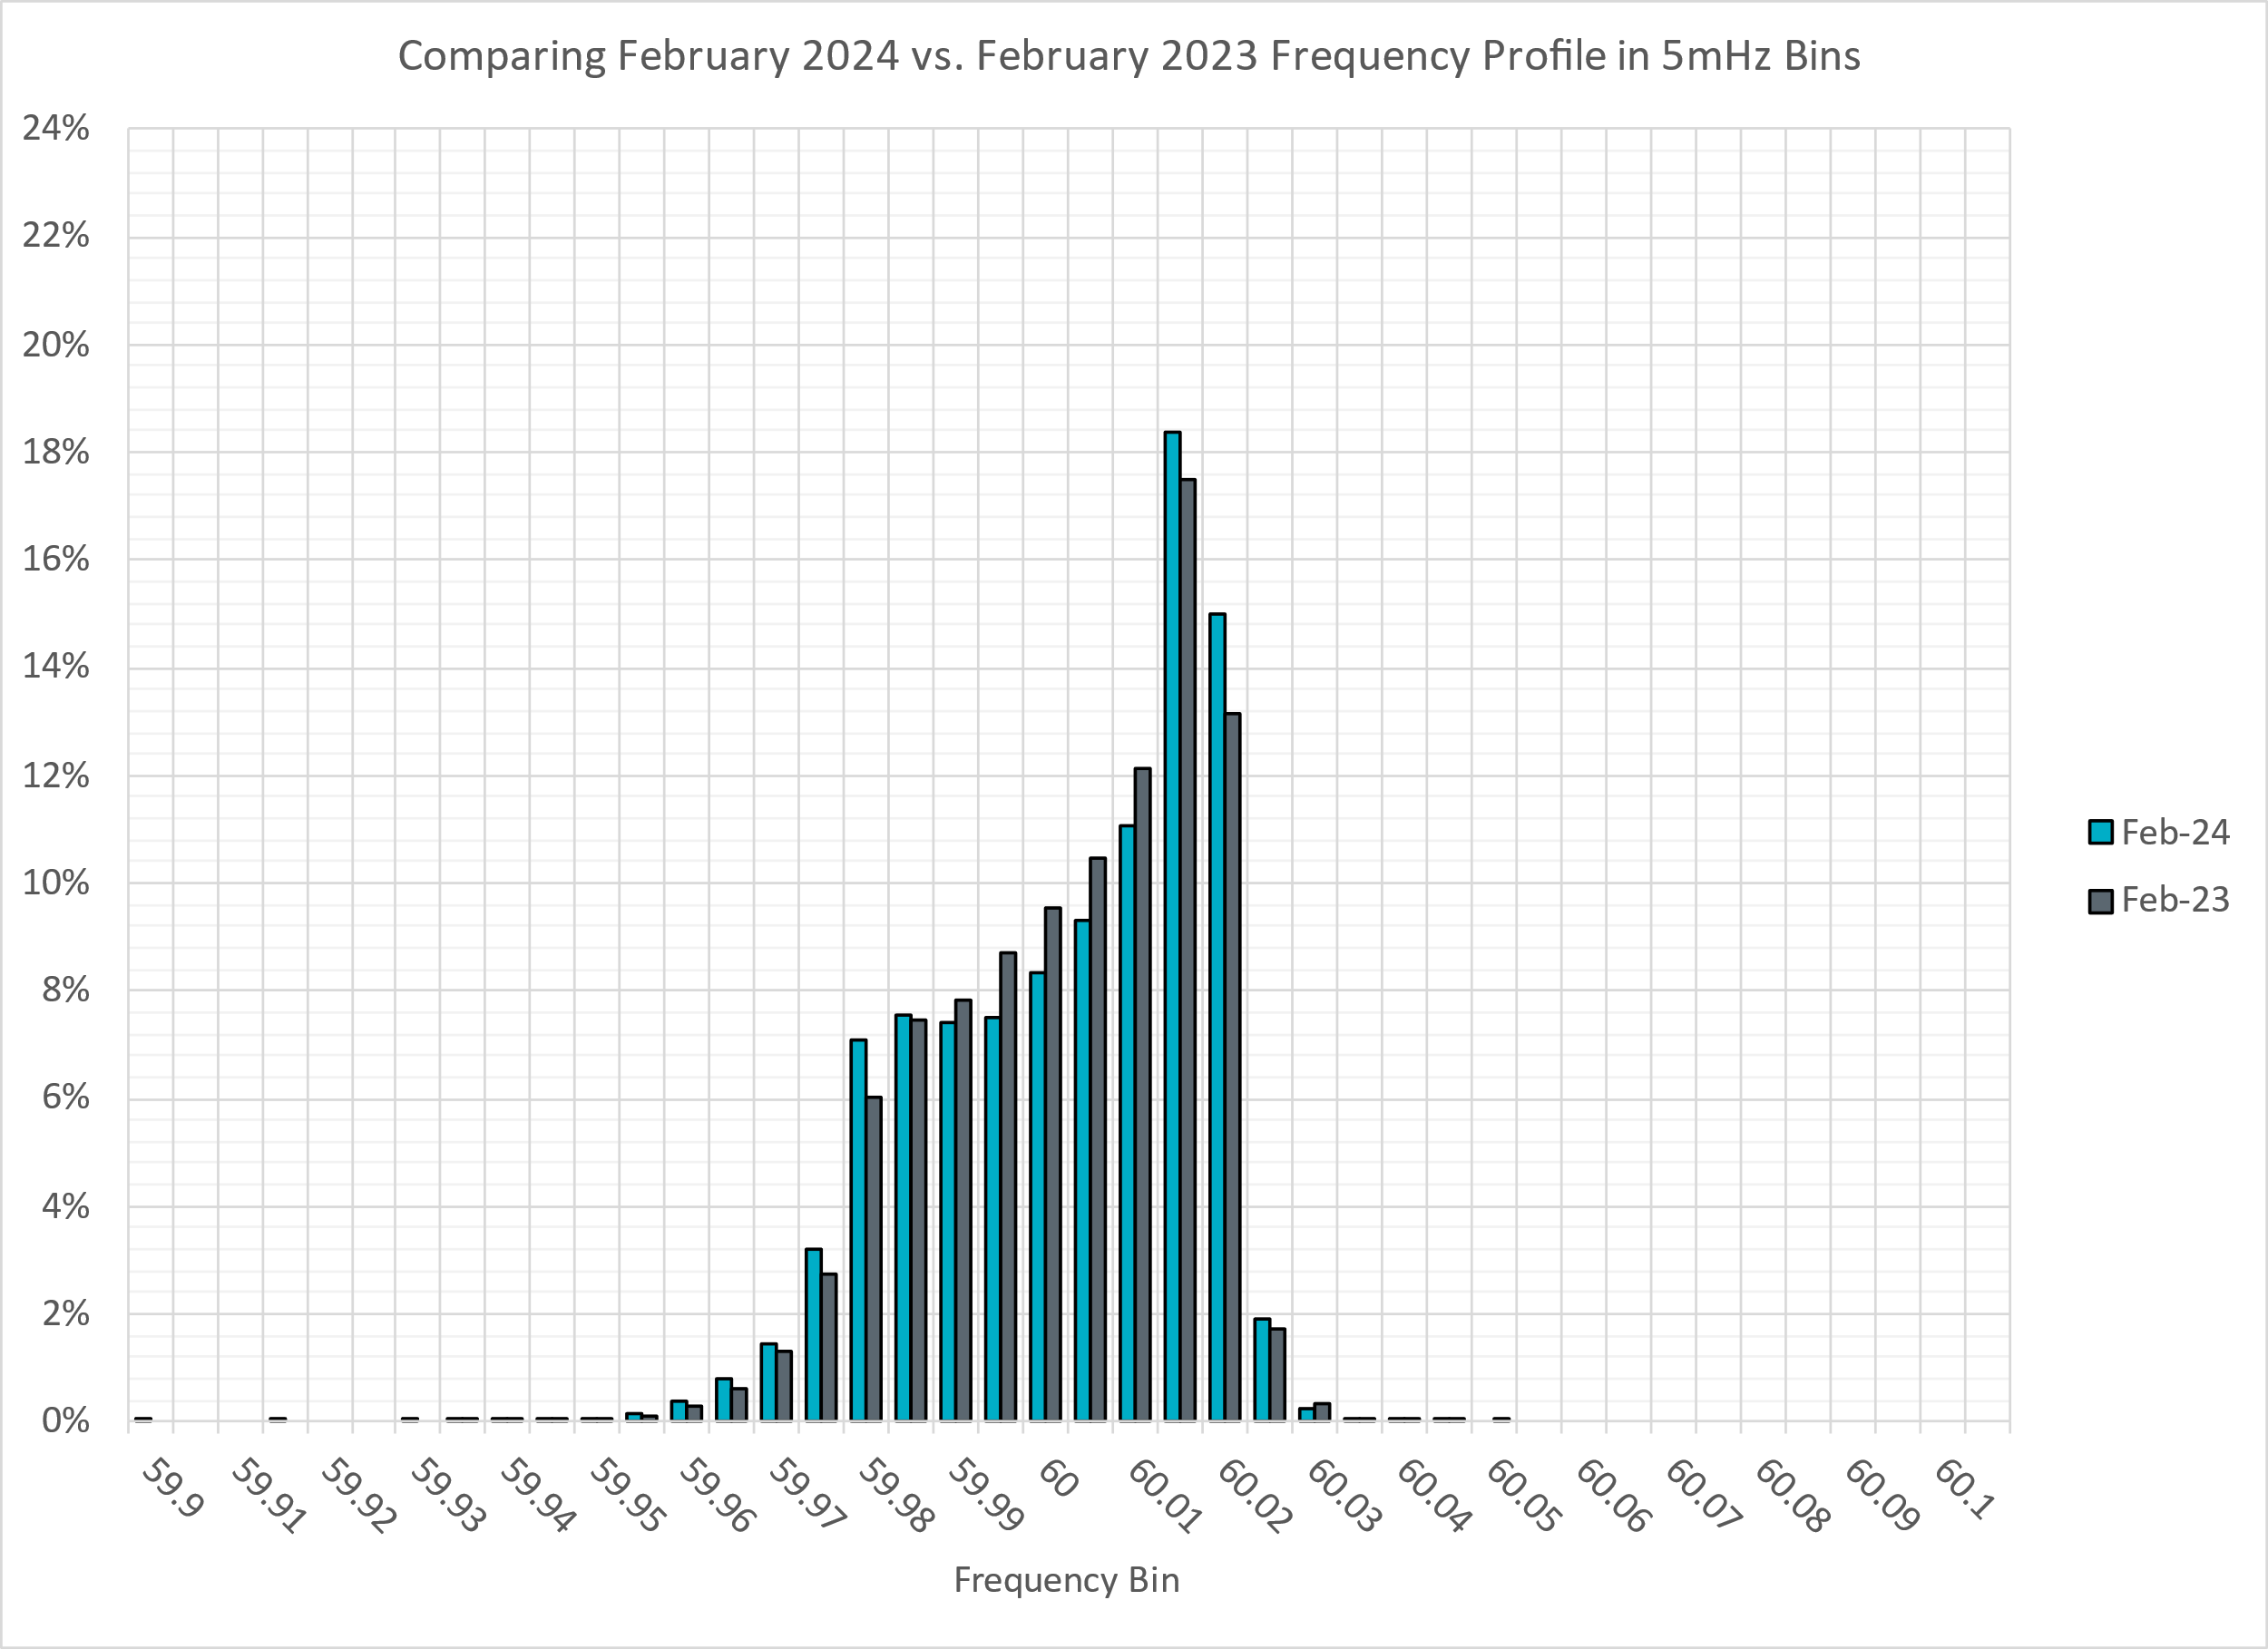 Comparing February 2024 vs. February 2023 Frequency Profile in 5mHz Bins
24%
22%
20%
18%
16%
14%
12%
10%
8%
6%
4%
2%
0%
Feb-24
Feb-23
59.9 59.91 59.92 59.93 59.94 59.95 59.96 59.97 59.98 59.99 60 60.01 60.02 60.03 60.04 60.05 60.06 60.07 60.08 60.09 60.1
Frequency Bin